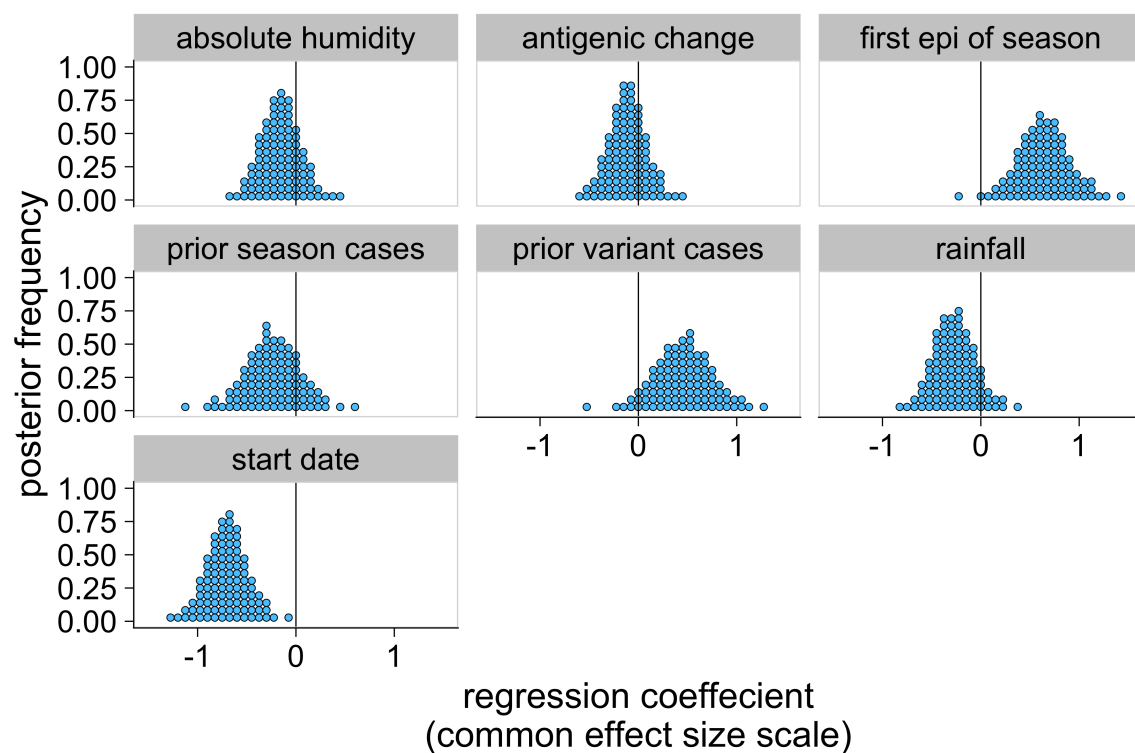 absolute humidity
antigenic change
first epi of season
1.00
0.75
0.50
0.25
0.00
prior season cases
prior variant cases
rainfall
1.00
0.75
0.50
0.25
0.00
-1 0 1
-1 0 1
start date
1.00
0.75
0.50
0.25
0.00
-1 0 1
posterior frequency
regression coeffecient
(common effect size scale)